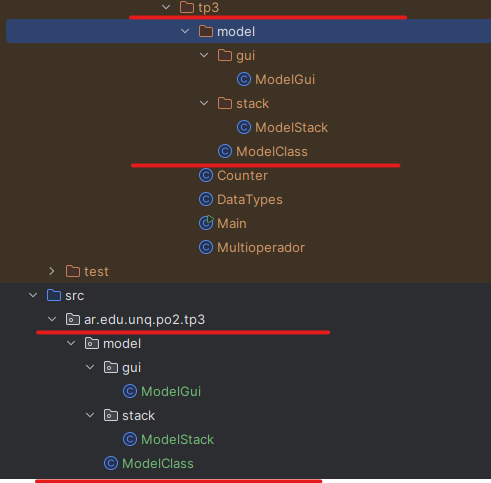 tp3
model
gui
ModelGui
stack
ModelStack
ModelClass
Counter
DataTypes
Main
Multioperador
test
src
ar.edu.unq.po2.tp3
model
gui
ModelGui
stack
ModelStack
ModelClass